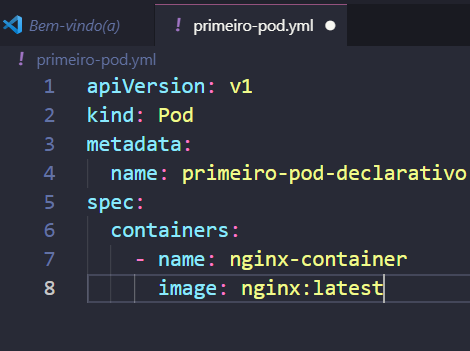 Bem-vindo(a) ! primeiro-pod.yml
! primeiro-pod.yml
1 apiVersion: v1
2 kind: Pod
3 metadata:
4 name: primeiro-pod-declarativo
5 spec:
6 containers:
7 - name: nginx-container
8 image: nginx:latest